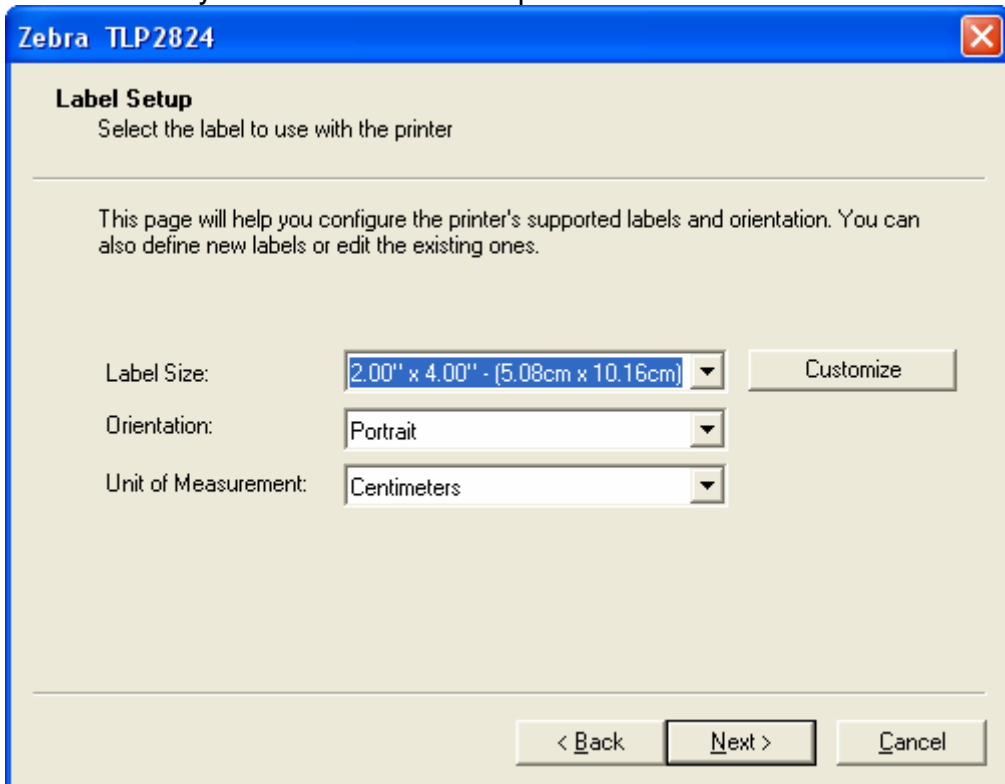 Zebra TLP2824
Label Setup
Select the label to use with the printer
This page will help you configure the printer's supported labels and orientation. You can
also define new labels or edit the existing ones.
Label Size: 2.00" x 4.00" - (5.08cm x 10.16cm) Customize
Orientation: Portrait
Unit of Measurement: Centimeters
< Back Next > Cancel